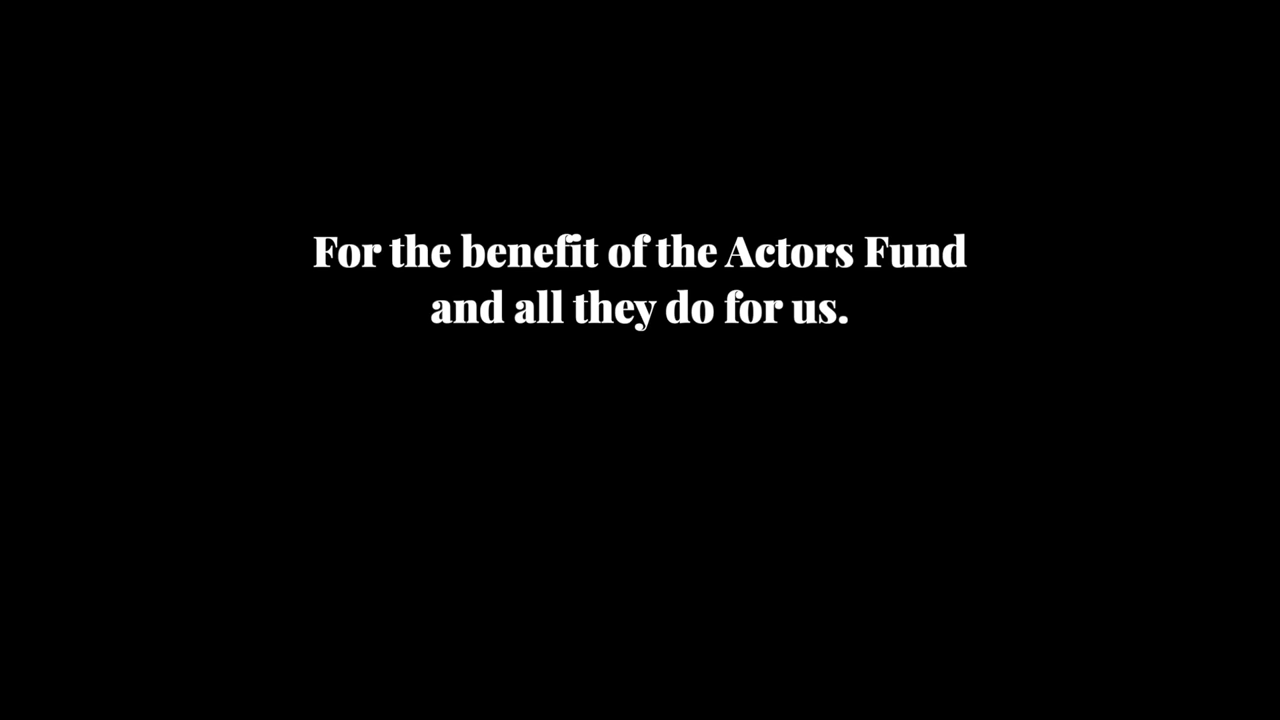 For the benefit of the Actors Fund
and all they do for us.